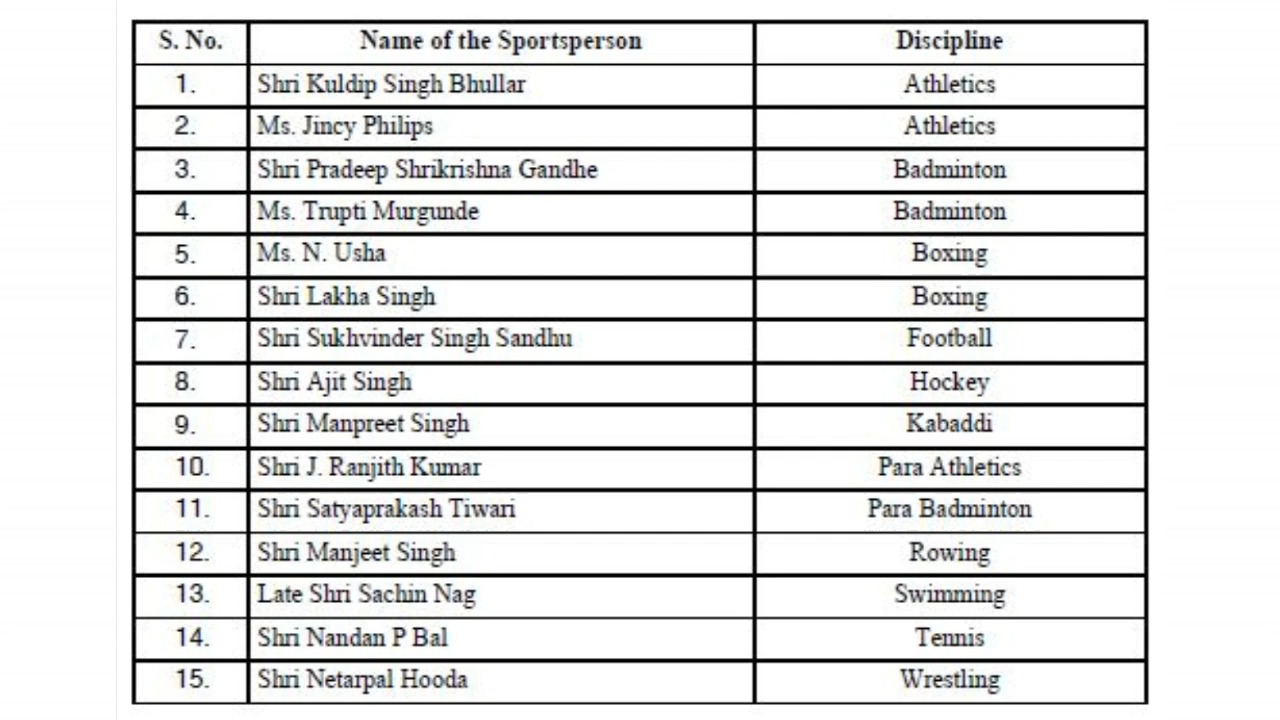 S. No. Name of the Sportsperson Discipline
1. Shri Kuldip Singh Bhullar Athletics
2. Ms. Jincy Philips Athletics
3. Shri Pradeep Shrikrishna Gandhe Badminton
4. Ms. Trupti Murgunde Badminton
5. Ms. N. Usha Boxing
6. Shri Lakha Singh Boxing
7. Shri Sukhvinder Singh Sandhu Football
8. Shri Ajit Singh Hockey
9. Shri Manpreet Singh Kabaddi
10. Shri J. Ranjith Kumar Para Athletics
11. Shri Satyaprakash Tiwari Para Badminton
12. Shri Manjeet Singh Rowing
13. Late Shri Sachin Nag Swimming
14. Shri Nandan P Bal Tennis
15. Shri Netarpal Hooda Wrestling